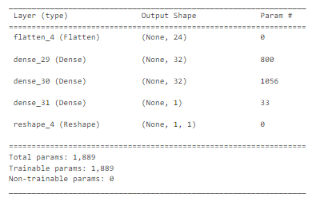 Layer (type) Output Shape Param #
=================================================================
flatten_4 (Flatten) (None, 24) 0
dense_29 (Dense) (None, 32) 800
dense_30 (Dense) (None, 32) 1056
dense_31 (Dense) (None, 1) 33
reshape_4 (Reshape) (None, 1, 1) 0
=================================================================
Total params: 1,889
Trainable params: 1,889
Non-trainable params: 0